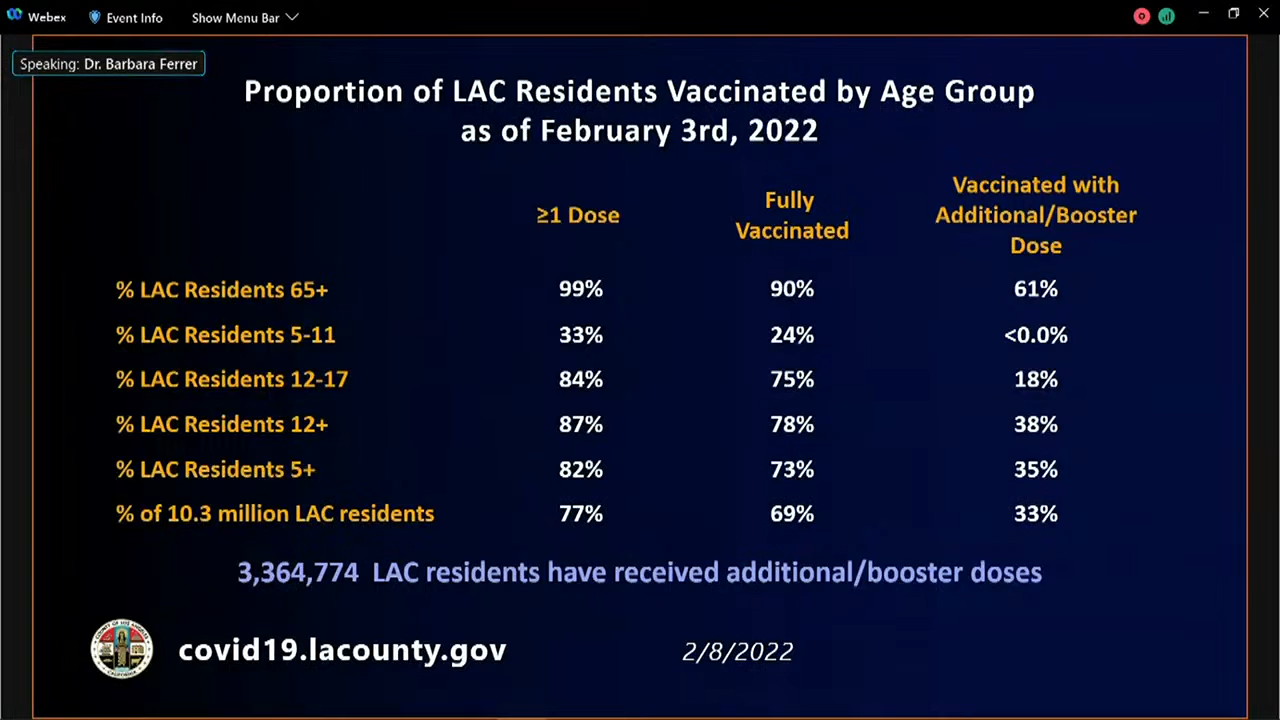 Webex Event Info Show Menu Bar
Speaking: Dr. Barbara Ferrer
Proportion of LAC Residents Vaccinated by Age Group
as of February 3rd, 2022
≥1 Dose
Fully
Vaccinated
Vaccinated with
Additional/Booster
Dose
% LAC Residents 65+ 99% 90% 61%
% LAC Residents 5-11 33% 24% <0.0%
% LAC Residents 12-17 84% 75% 18%
% LAC Residents 12+ 87% 78% 38%
% LAC Residents 5+ 82% 73% 35%
% of 10.3 million LAC residents 77% 69% 33%
3,364,774 LAC residents have received additional/booster doses
covid19.lacounty.gov 2/8/2022